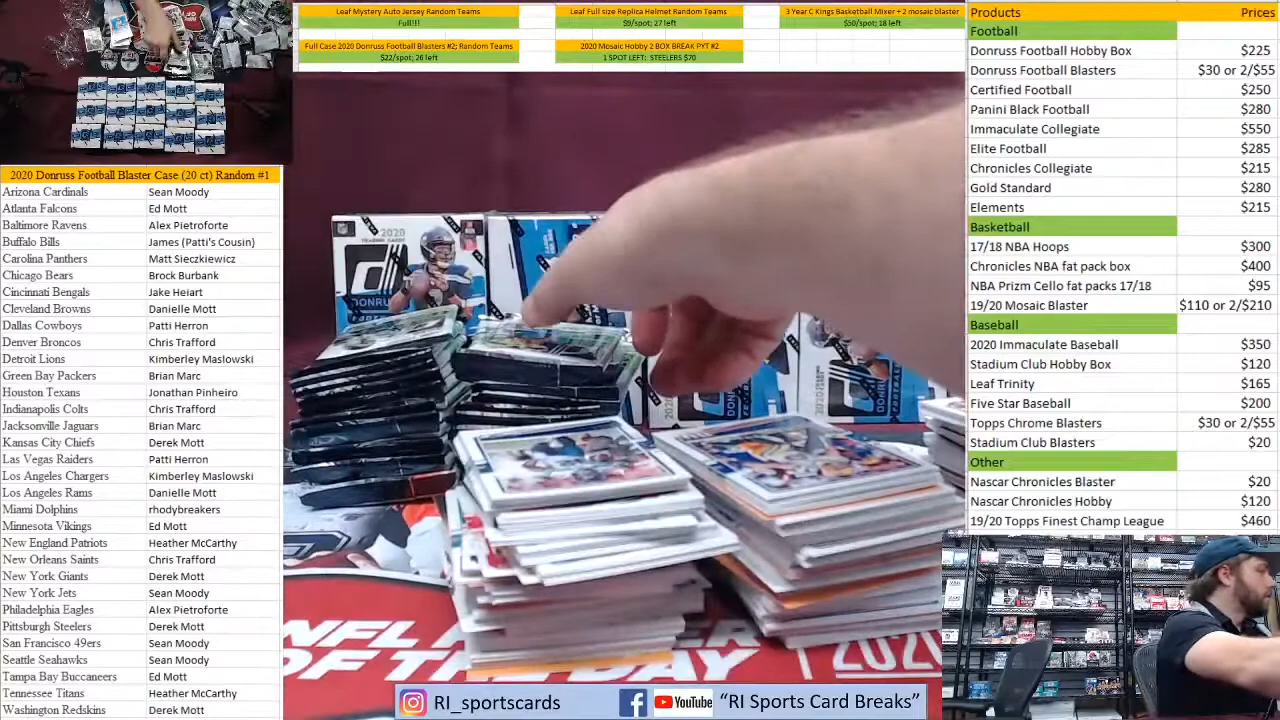 Leaf Mystery Auto Jersey Random Teams
Full!!!
Leaf Full size Replica Helmet Random Teams
$9/spot; 27 left
3 Year C Kings Basketball Mixer + 2 mosaic blaster
$50/spot; 18 left
Full Case 2020 Donruss Football Blasters #2; Random Teams
$22/spot; 26 left
2020 Mosaic Hobby 2 BOX BREAK PYT #2
1 SPOT LEFT: STEELERS $70
2020 Donruss Football Blaster Case (20 ct) Random #1
Arizona Cardinals Sean Moody
Atlanta Falcons Ed Mott
Baltimore Ravens Alex Pietroforte
Buffalo Bills James (Patti's Cousin)
Carolina Panthers Matt Sieczkiewicz
Chicago Bears Brock Burbank
Cincinnati Bengals Jake Heiart
Cleveland Browns Danielle Mott
Dallas Cowboys Patti Herron
Denver Broncos Chris Trafford
Detroit Lions Kimberley Maslowski
Green Bay Packers Brian Marc
Houston Texans Jonathan Pinheiro
Indianapolis Colts Chris Trafford
Jacksonville Jaguars Brian Marc
Kansas City Chiefs Derek Mott
Las Vegas Raiders Patti Herron
Los Angeles Chargers Kimberley Maslowski
Los Angeles Rams Danielle Mott
Miami Dolphins rhodybreakers
Minnesota Vikings Ed Mott
New England Patriots Heather McCarthy
New Orleans Saints Chris Trafford
New York Giants Derek Mott
New York Jets Sean Moody
Philadelphia Eagles Alex Pietroforte
Pittsburgh Steelers Derek Mott
San Francisco 49ers Sean Moody
Seattle Seahawks Sean Moody
Tampa Bay Buccaneers Ed Mott
Tennessee Titans Heather McCarthy
Washington Redskins Derek Mott
2020
DONRUSS
NFL
OF THE DAY
2020
RI_sportscards
YouTube
"RI Sports Card Breaks"
Products Prices
Football
Donruss Football Hobby Box $225
Donruss Football Blasters $30 or 2/$55
Certified Football $250
Panini Black Football $280
Immaculate Collegiate $550
Elite Football $285
Chronicles Collegiate $215
Gold Standard $280
Elements $215
Basketball
17/18 NBA Hoops $300
Chronicles NBA fat pack box $400
NBA Prizm Cello fat packs 17/18 $95
19/20 Mosaic Blaster $110 or 2/$210
Baseball
2020 Immaculate Baseball $350
Stadium Club Hobby Box $120
Leaf Trinity $165
Five Star Baseball $200
Topps Chrome Blasters $30 or 2/$55
Stadium Club Blasters $20
Other
Nascar Chronicles Blaster $20
Nascar Chronicles Hobby $120
19/20 Topps Finest Champ League $460